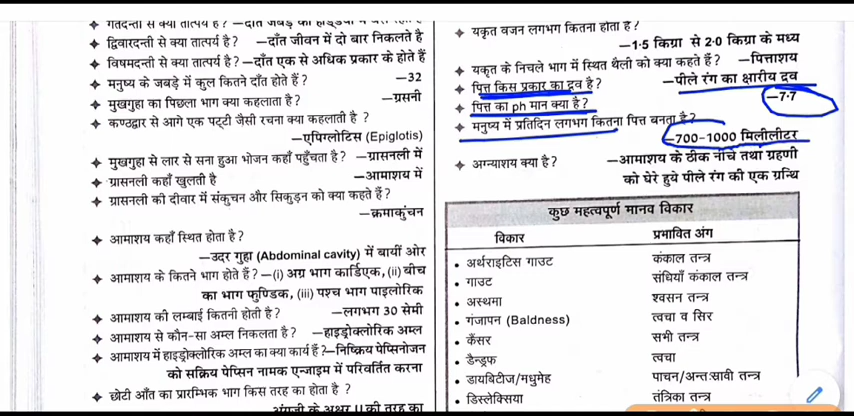 गर्तदन्ती से क्या तात्पर्य है? –दाँत जबड़े की
✦ द्विवारदन्ती से क्या तात्पर्य है? –दाँत जीवन में दो बार निकलते है
✦ विषमदन्ती से क्या तात्पर्य है? –दाँत एक से अधिक प्रकार के होते हैं
✦ मनुष्य के जबड़े में कुल कितने दाँत होते हैं? –32
✦ मुखगुहा का पिछला भाग क्या कहलाता है? –ग्रसनी
✦ कण्ठद्वार से आगे एक पट्टी जैसी रचना क्या कहलाती है?
–एपिग्लोटिस (Epiglotis)
✦ मुखगुहा से लार से सना हुआ भोजन कहाँ पहुँचता है? –ग्रासनली में
✦ ग्रासनली कहाँ खुलती है –आमाशय में
✦ ग्रासनली की दीवार में संकुचन और सिकुड़न को क्या कहते हैं?
–क्रमाकुंचन
✦ आमाशय कहाँ स्थित होता है?
–उदर गुहा (Abdominal cavity) में बायीं ओर
✦ आमाशय के कितने भाग होते हैं? –(i) अग्र भाग कार्डिएक, (ii) बीच
का भाग फुण्डिक, (iii) पश्च भाग पाइलोरिक
✦ आमाशय की लम्बाई कितनी होती है? –लगभग 30 सेमी
✦ आमाशय से कौन-सा अम्ल निकलता है? –हाइड्रोक्लोरिक अम्ल
✦ आमाशय में हाइड्रोक्लोरिक अम्ल का क्या कार्य हैं? –निष्क्रिय पेप्सिनोजन
को सक्रिय पेप्सिन नामक एन्जाइम में परिवर्तित करना
✦ छोटी आँत का प्रारम्भिक भाग किस तरह का होता है ?
अंग्रेजी के अक्षर U की तरह का
✦ यकृत वजन लगभग कितना होता है?
–1·5 किग्रा से 2·0 किग्रा के मध्य
✦ यकृत के निचले भाग में स्थित थैली को क्या कहते हैं? –पित्ताशय
✦ पित्त किस प्रकार का द्रव है? –पीले रंग का क्षारीय द्रव
✦ पित्त का ph मान क्या है? –7·7
✦ मनुष्य में प्रतिदिन लगभग कितना पित्त बनता है?
–700–1000 मिलीलीटर
✦ अग्न्याशय क्या है? –आमाशय के ठीक नीचे तथा ग्रहणी
को घेरे हुये पीले रंग की एक ग्रन्थि
कुछ महत्वपूर्ण मानव विकार
विकार प्रभावित अंग
• अर्थराइटिस गाउट कंकाल तन्त्र
• गाउट संधियाँ कंकाल तन्त्र
• अस्थमा श्वसन तन्त्र
• गंजापन (Baldness) त्वचा व सिर
• कैंसर सभी तन्त्र
• डैन्ड्रफ त्वचा
• डायबिटीज/मधुमेह पाचन/अन्तःस्रावी तन्त्र
• डिस्लेक्सिया तंत्रिका तन्त्र